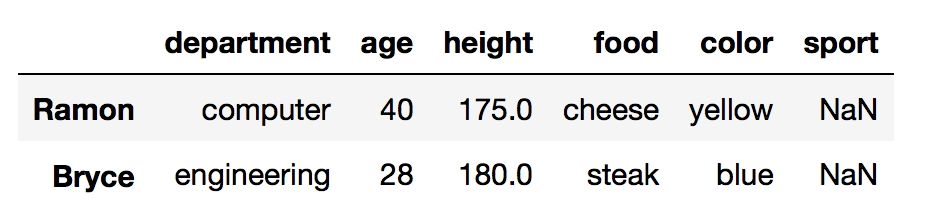 department age height food color sport
Ramon computer 40 175.0 cheese yellow NaN
Bryce engineering 28 180.0 steak blue NaN